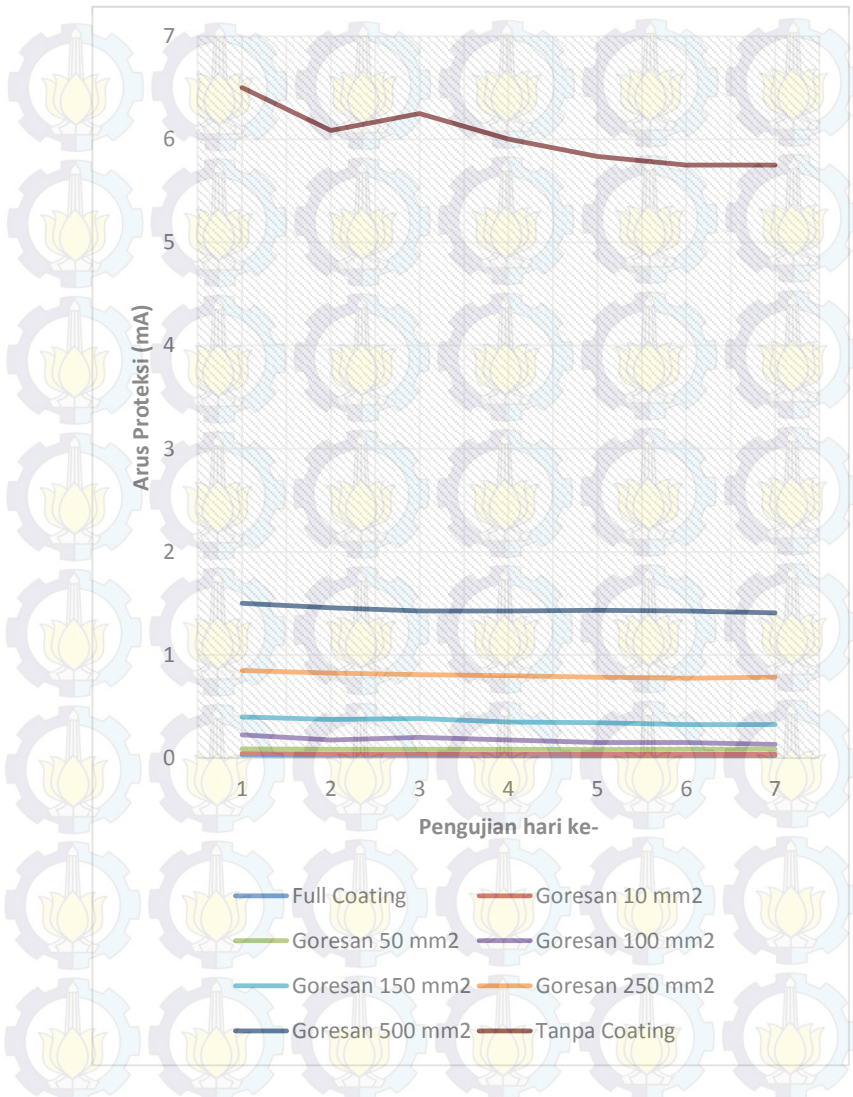 7
6
5
4
3
2
1
0
Arus Proteksi (mA)
1 2 3 4 5 6 7
Pengujian hari ke-
Full Coating Goresan 10 mm2
Goresan 50 mm2 Goresan 100 mm2
Goresan 150 mm2 Goresan 250 mm2
Goresan 500 mm2 Tanpa Coating